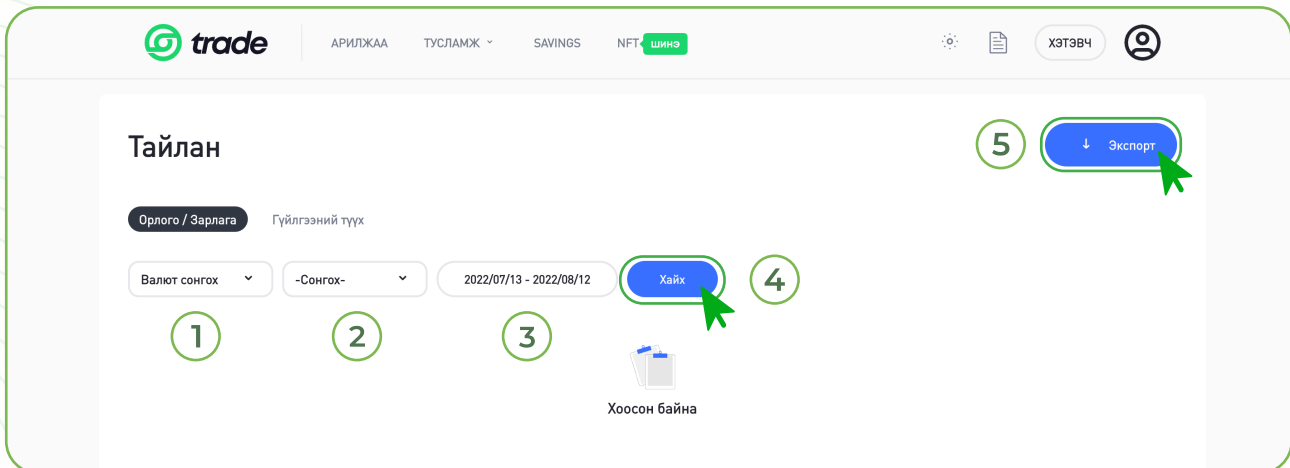 trade АРИЛЖАА ТУСЛАМЖ SAVINGS NFT шинэ ХЭТЭВЧ
Тайлан 5 Экспорт
Орлого / Зарлага Гүйлгээний түүх
Валют сонгох -Сонгох- 2022/07/13 - 2022/08/12 Хайх 4
1 2 3
Хоосон байна